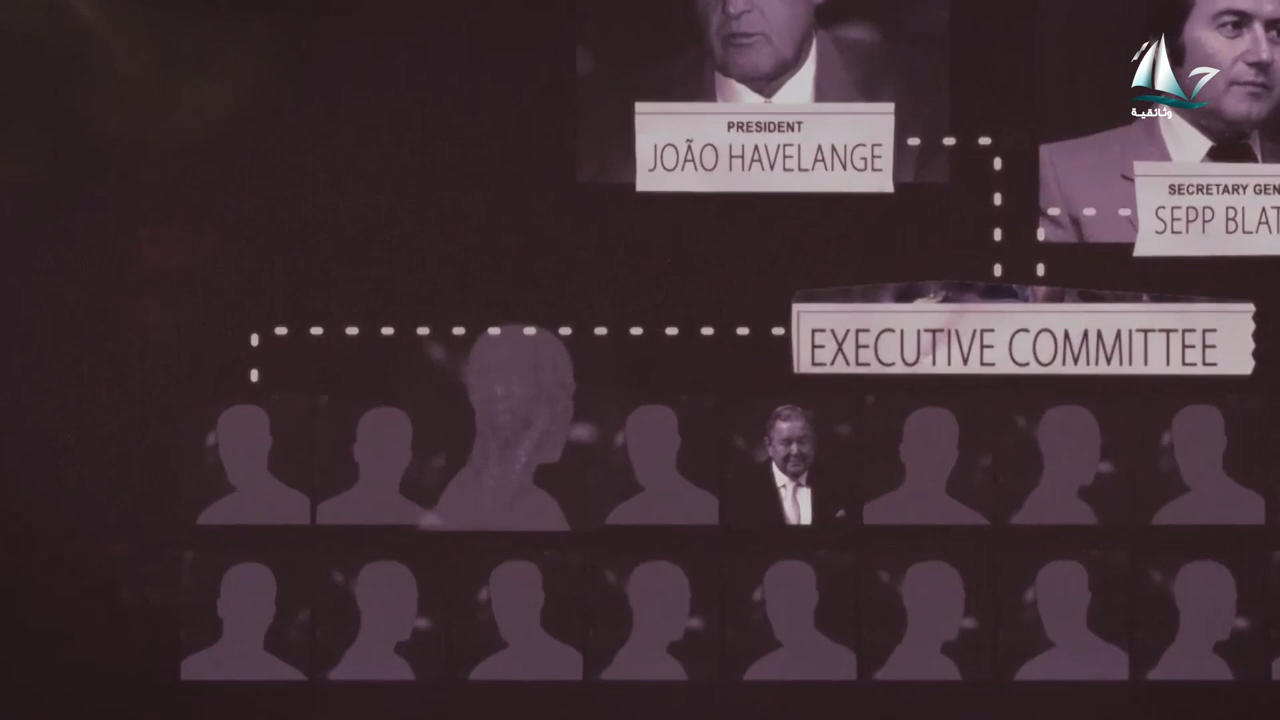 PRESIDENT
JOÃO HAVELANGE
SECRETARY GEN
SEPP BLAT
EXECUTIVE COMMITTEE
وثائقية